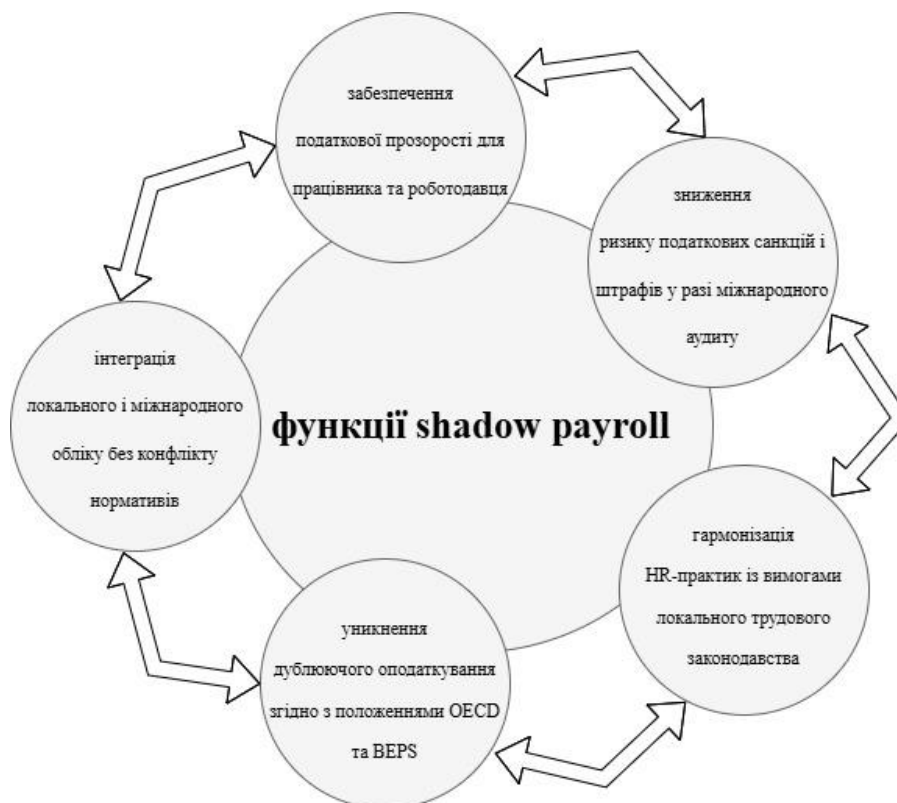 забезпечення
податкової прозорості для
працівника та роботодавця
зниження
ризику податкових санкцій і
штрафів у разі міжнародного
аудиту
інтеграція
локального і міжнародного
обліку без конфлікту
нормативів
функції shadow payroll
гармонізація
HR-практик із вимогами
локального трудового
законодавства
уникнення
дублюючого оподаткування
згідно з положеннями OECD
та BEPS